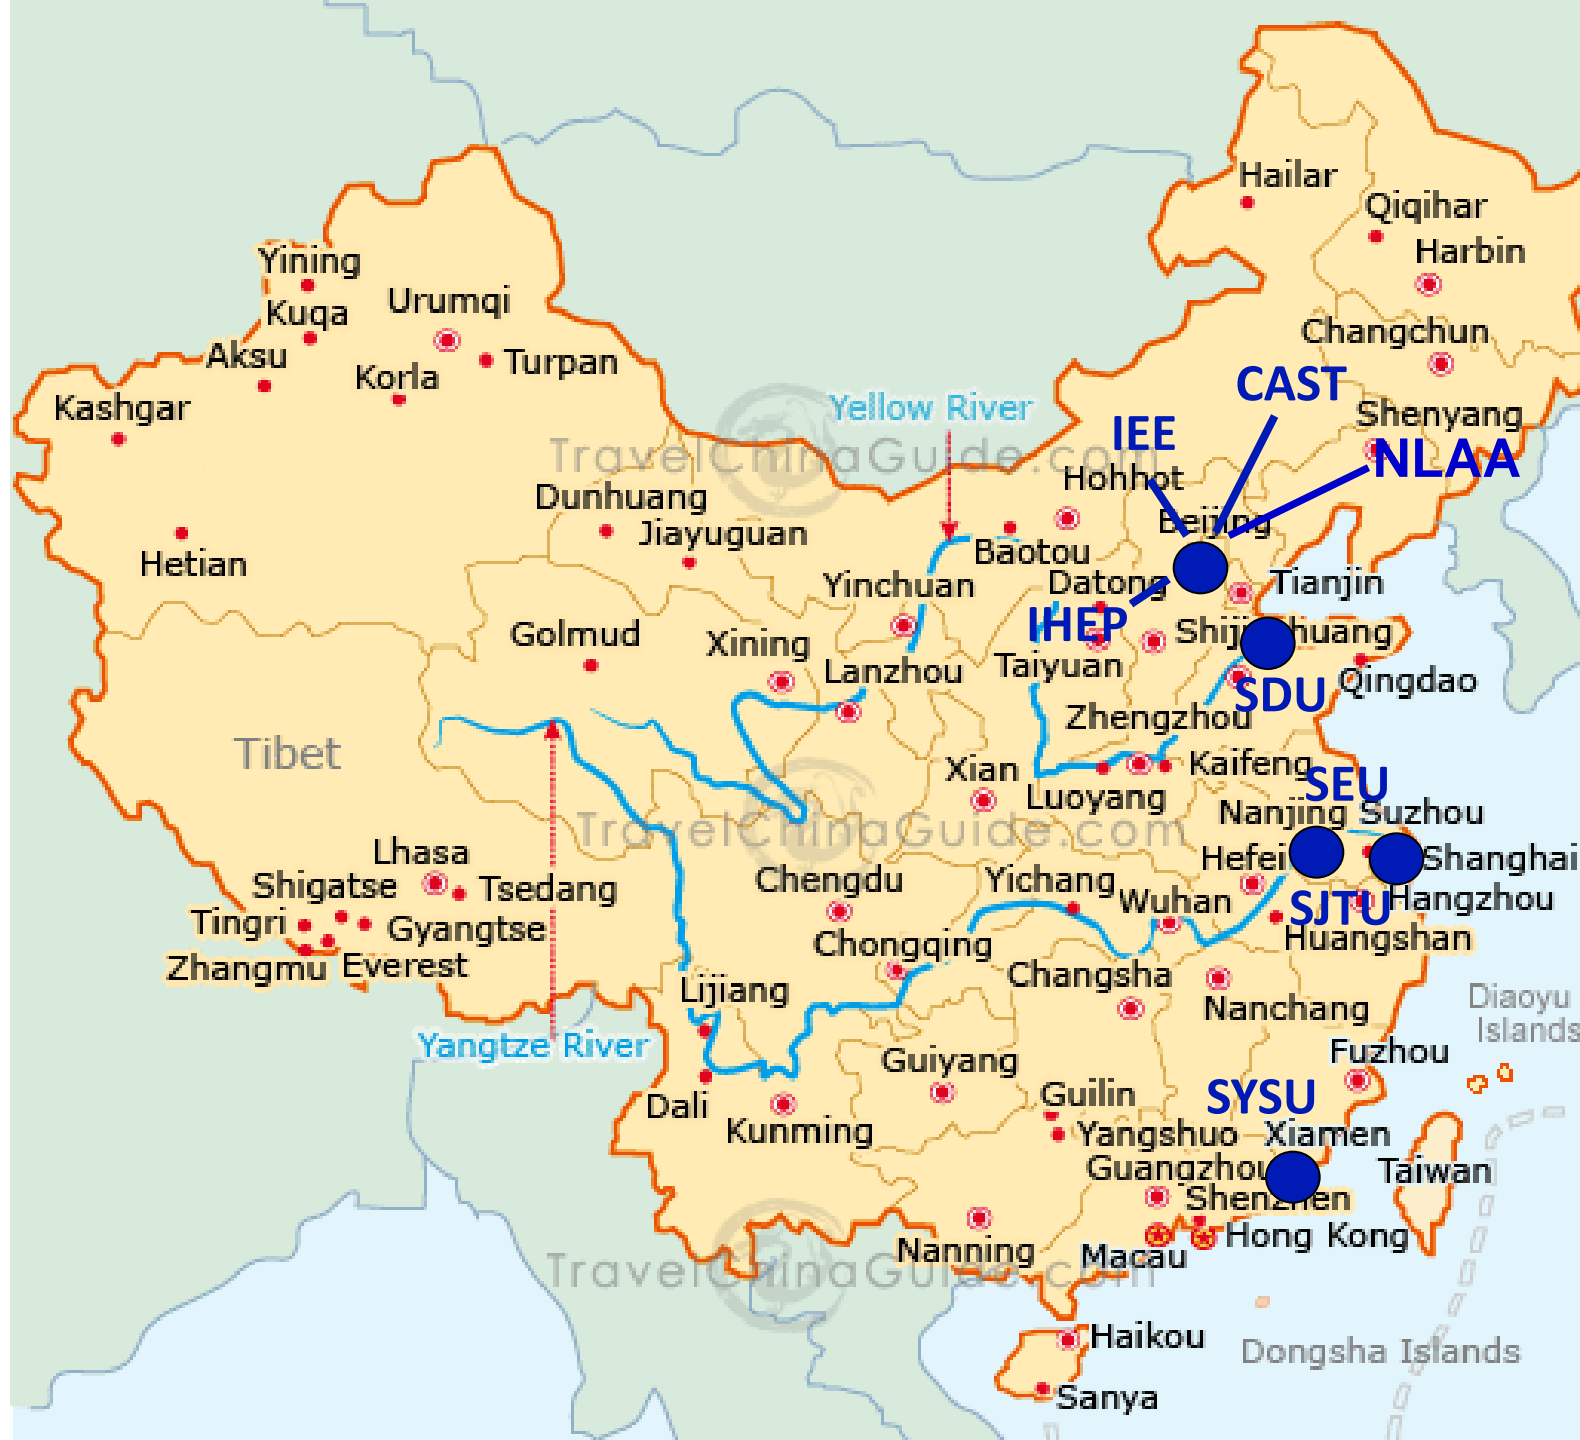 Hailar
Qiqihar
Harbin
Yining
Urumqi
Kuqa
Changchun
Aksu
Turpan
Korla
CAST
Kashgar
Yellow River
Shenyang
IEE
TravelChinaGuide.com
NLAA
Hohhot
Dunhuang
Beijing
Jiayuguan
Baotou
Hetian
Yinchuan
Datong
Tianjin
IHEP
Golmud
Xining
Shijiazhuang
Lanzhou
Taiyuan
SDU
Qingdao
Zhengzhou
Tibet
Xian
Kaifeng
SEU
Luoyang
Nanjing
Suzhou
TravelChinaGuide.com
Lhasa
Hefei
Shanghai
Shigatse
Tsedang
Chengdu
Yichang
Wuhan
SJTU
Hangzhou
Tingri
Gyangtse
Chongqing
Huangshan
Zhangmu
Everest
Changsha
Lijiang
Nanchang
Diaoyu
Islands
Yangtze River
Guiyang
Fuzhou
Dali
Guilin
SYSU
Kunming
Yangshuo
Xiamen
Guangzhou
Taiwan
Shenzhen
Nanning
Macau
Hong Kong
TravelChinaGuide.com
Haikou
Dongsha Islands
Sanya